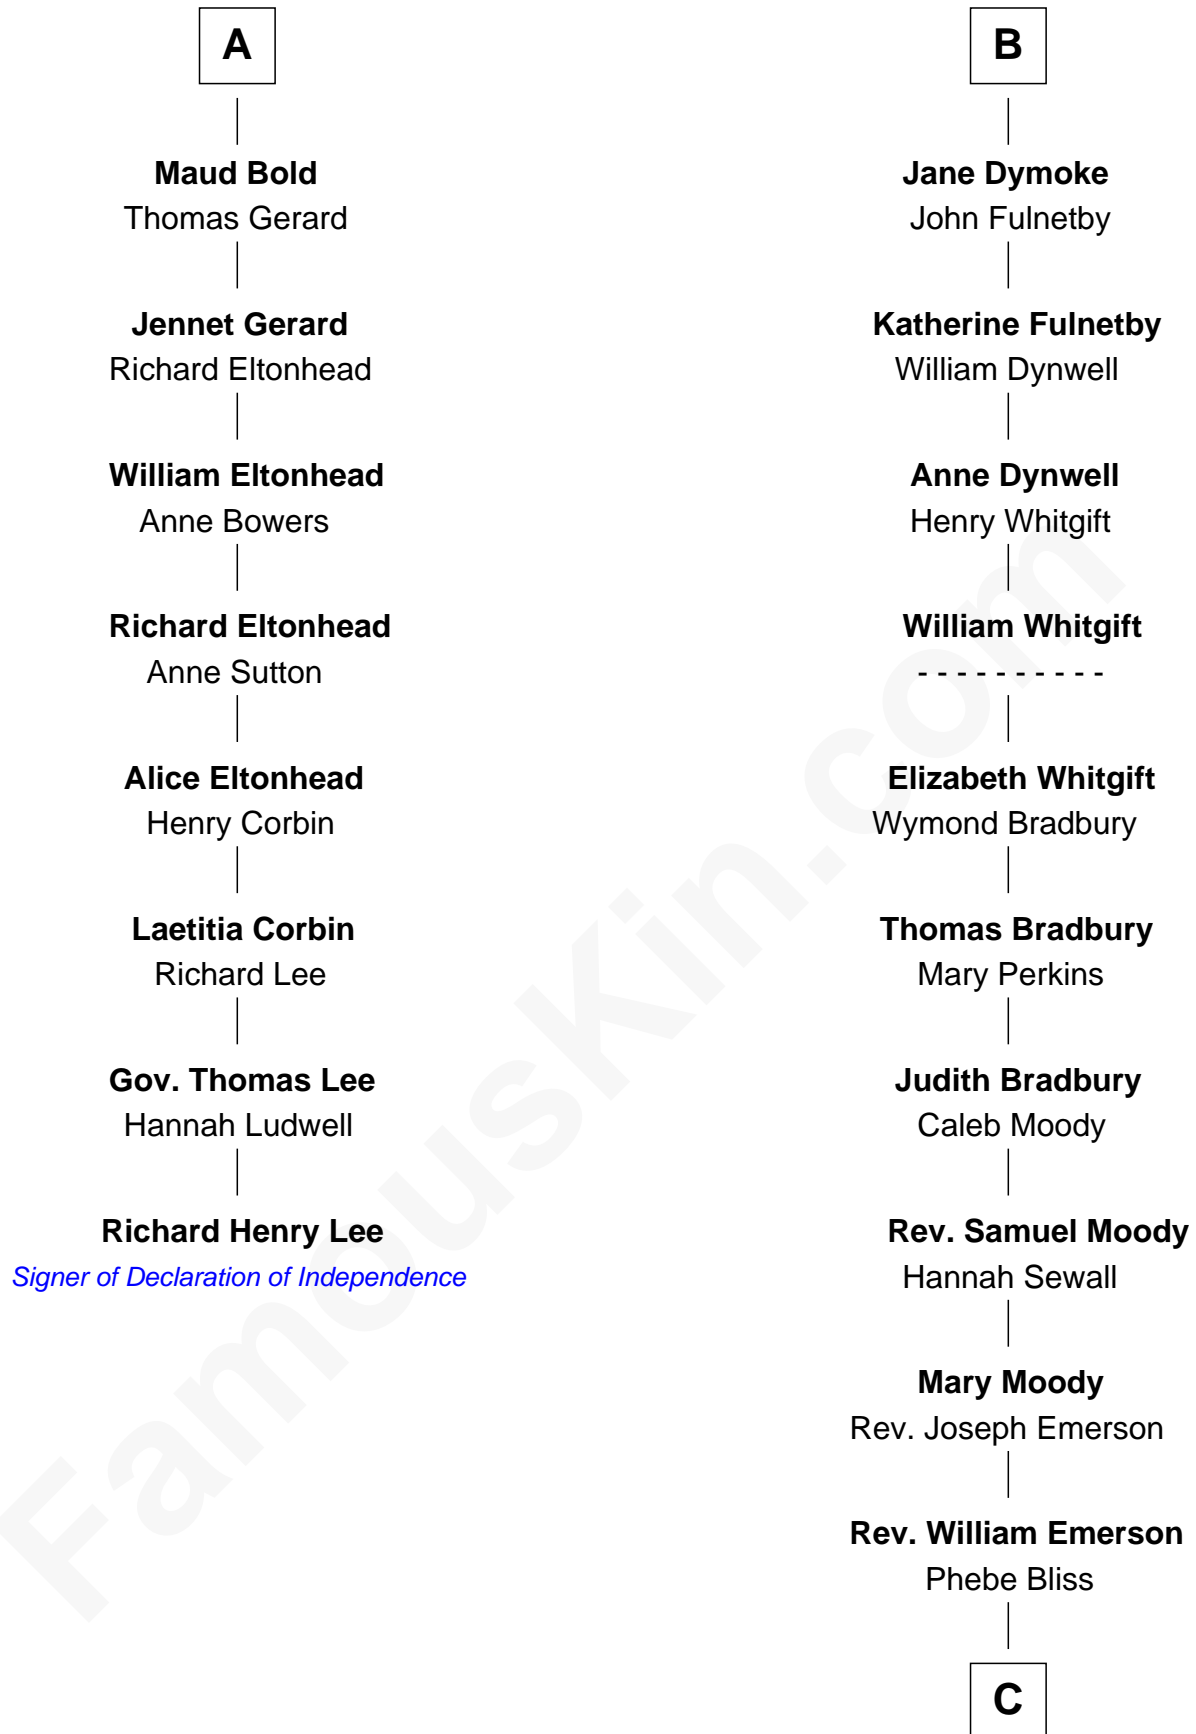 A
Maud Bold
Thomas Gerard
Jennet Gerard
Richard Eltonhead
William Eltonhead
Anne Bowers
Richard Eltonhead
Anne Sutton
Alice Eltonhead
Henry Corbin
Laetitia Corbin
Richard Lee
Gov. Thomas Lee
Hannah Ludwell
Richard Henry Lee
Signer of Declaration of Independence
B
Jane Dymoke
John Fulnetby
Katherine Fulnetby
William Dynwell
Anne Dynwell
Henry Whitgift
William Whitgift
- - - - - - - - - -
Elizabeth Whitgift
Wymond Bradbury
Thomas Bradbury
Mary Perkins
Judith Bradbury
Caleb Moody
Rev. Samuel Moody
Hannah Sewall
Mary Moody
Rev. Joseph Emerson
Rev. William Emerson
Phebe Bliss
C
FamousKin.com